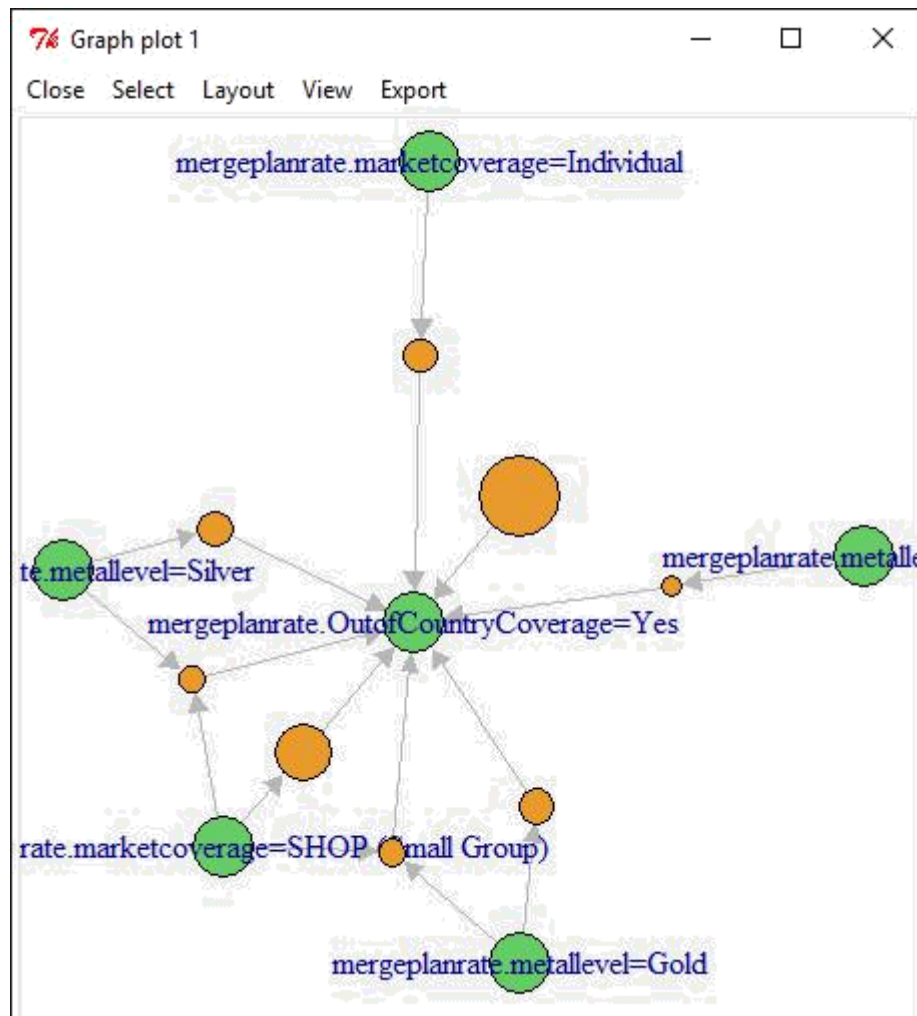 Graph plot 1
Close Select Layout View Export
mergeplanrate.marketcoverage=Individual
mergeplanrate.metalle
te.metallevel=Silver
mergeplanrate.OutofCountryCoverage=Yes
rate.marketcoverage=SHOP (Small Group)
mergeplanrate.metallevel=Gold